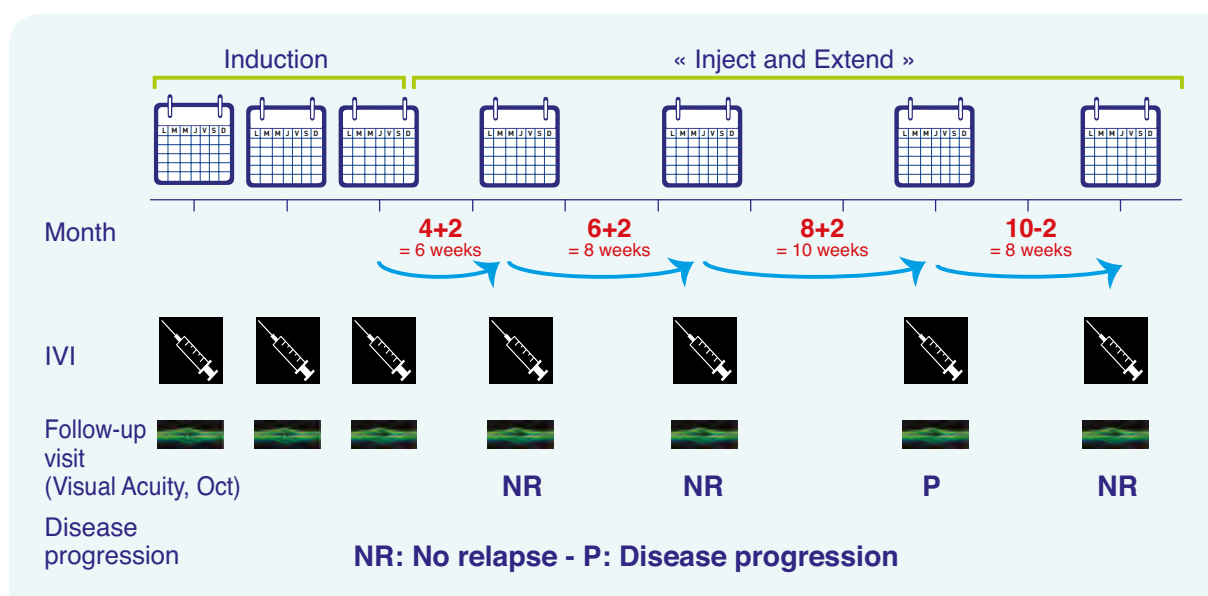 Induction
« Inject and Extend »
L M M J V S D
L M M J V S D
L M M J V S D
L M M J V S D
L M M J V S D
L M M J V S D
L M M J V S D
Month
4+2
= 6 weeks
6+2
= 8 weeks
8+2
= 10 weeks
10-2
= 8 weeks
IVI
Follow-up
visit
(Visual Acuity, Oct)
NR
NR
P
NR
Disease
progression
NR: No relapse - P: Disease progression